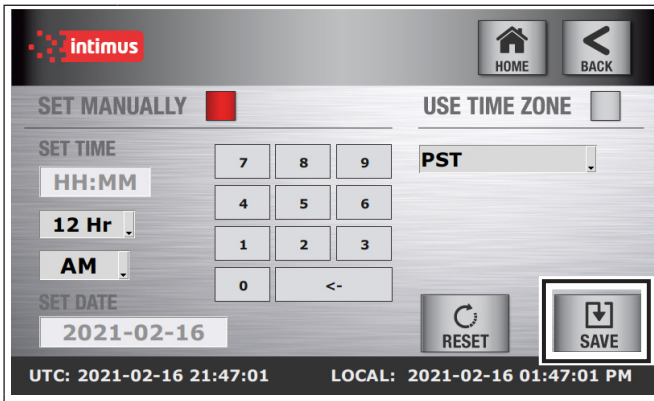 intimus
HOME
BACK
SET MANUALLY
USE TIME ZONE
SET TIME
HH:MM
12 Hr
AM
7 8 9
4 5 6
1 2 3
0 <-
PST
SET DATE
2021-02-16
RESET
SAVE
UTC: 2021-02-16 21:47:01
LOCAL: 2021-02-16 01:47:01 PM